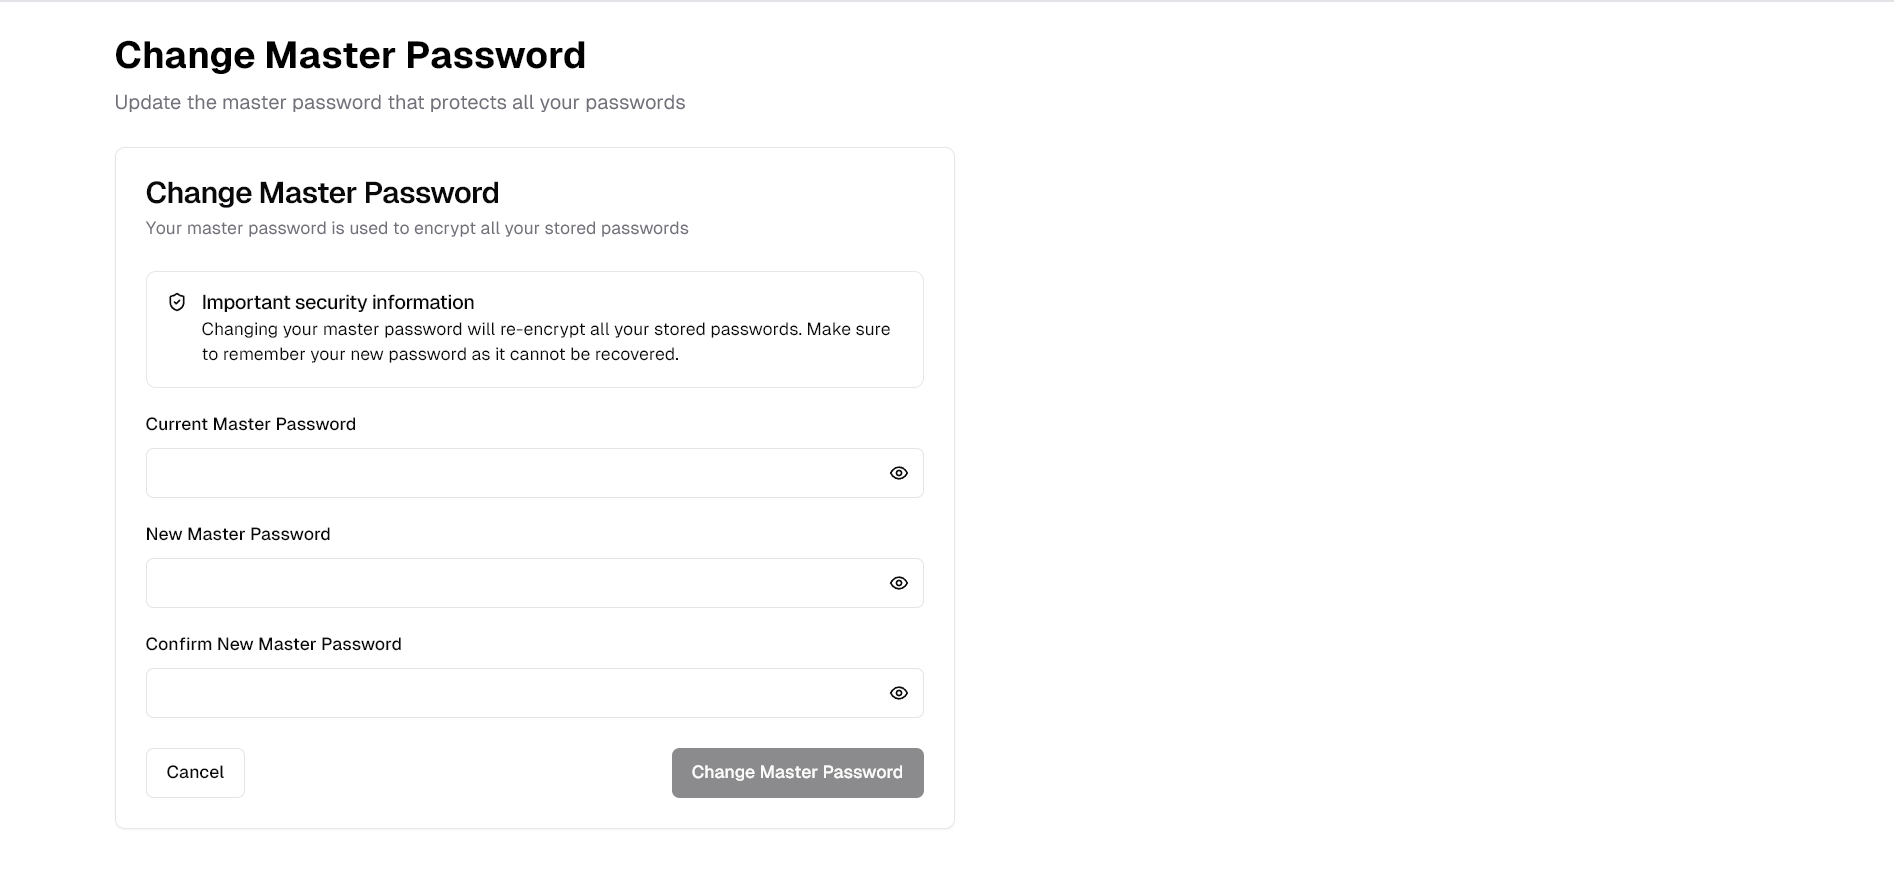 Change Master Password
Update the master password that protects all your passwords
Change Master Password
Your master password is used to encrypt all your stored passwords
Important security information
Changing your master password will re-encrypt all your stored passwords. Make sure
to remember your new password as it cannot be recovered.
Current Master Password
New Master Password
Confirm New Master Password
Cancel
Change Master Password